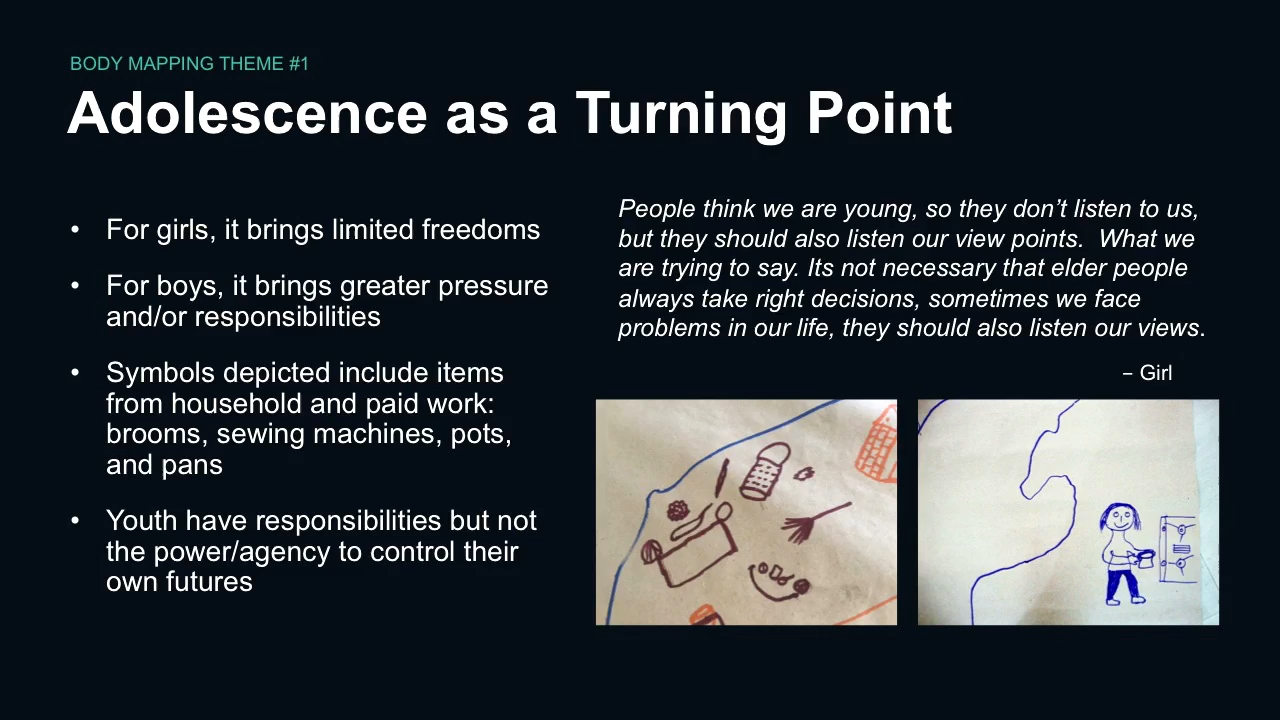 BODY MAPPING THEME #1
Adolescence as a Turning Point
• For girls, it brings limited freedoms
• For boys, it brings greater pressure
and/or responsibilities
• Symbols depicted include items
from household and paid work:
brooms, sewing machines, pots,
and pans
• Youth have responsibilities but not
the power/agency to control their
own futures
People think we are young, so they don’t listen to us,
but they should also listen our view points.  What we
are trying to say. Its not necessary that elder people
always take right decisions, sometimes we face
problems in our life, they should also listen our views.
– Girl